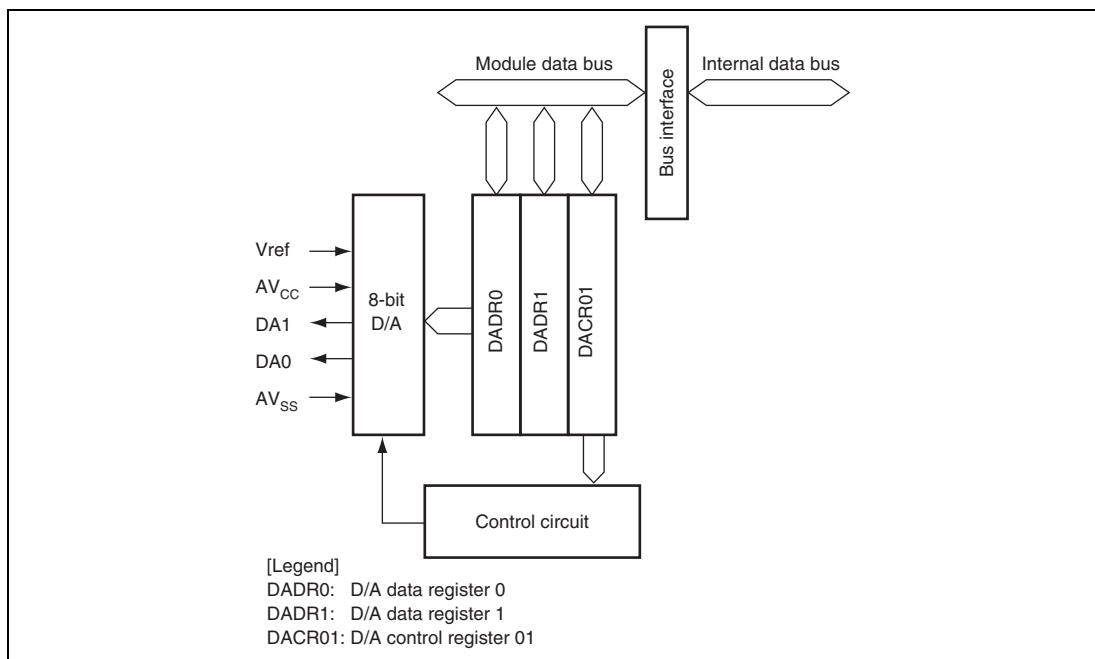 Module data bus
Internal data bus
Bus interface
Vref
AVCC
DA1
DA0
AVSS
8-bit
D/A
DADR0
DADR1
DACR01
Control circuit
[Legend]
DADR0: D/A data register 0
DADR1: D/A data register 1
DACR01: D/A control register 01